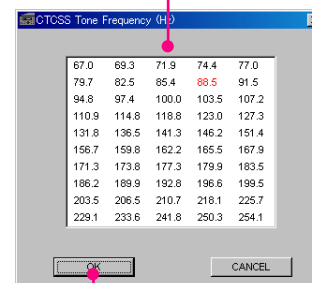 CTCSS Tone Frequency (Hz)
67.0 69.3 71.9 74.4 77.0
79.7 82.5 85.4 88.5 91.5
94.8 97.4 100.0 103.5 107.2
110.9 114.8 118.8 123.0 127.3
131.8 136.5 141.3 146.2 151.4
156.7 159.8 162.2 165.5 167.9
171.3 173.8 177.3 179.9 183.5
186.2 189.9 192.8 196.6 199.5
203.5 206.5 210.7 218.1 225.7
229.1 233.6 241.8 250.3 254.1
OK CANCEL